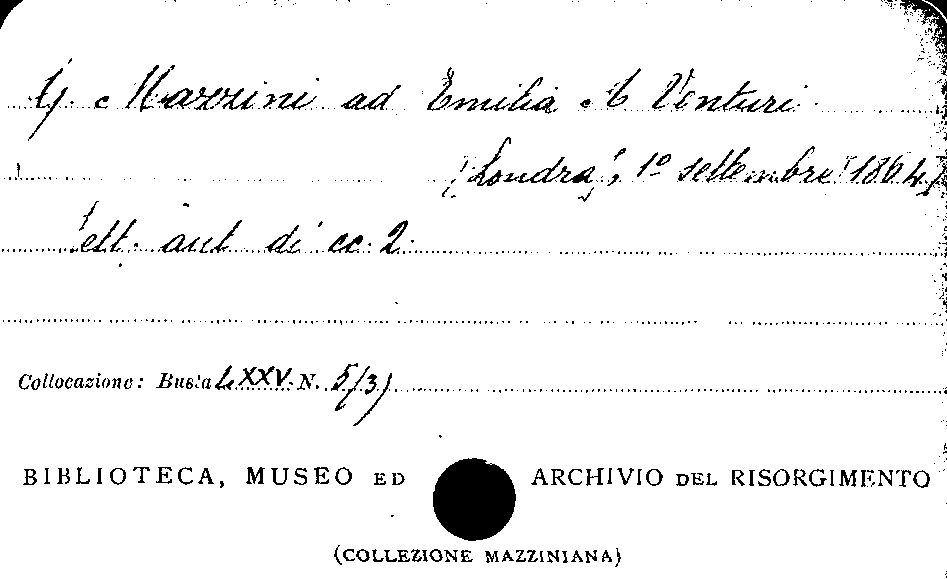 G. Mazzini ad Emilia A Venturi
[Londra], 1º settembre [1864]
lett. aut. di cc. 2.
Collocazione: Busta LXXV N. 5(3)
BIBLIOTECA, MUSEO ED ARCHIVIO DEL RISORGIMENTO
(COLLEZIONE MAZZINIANA)